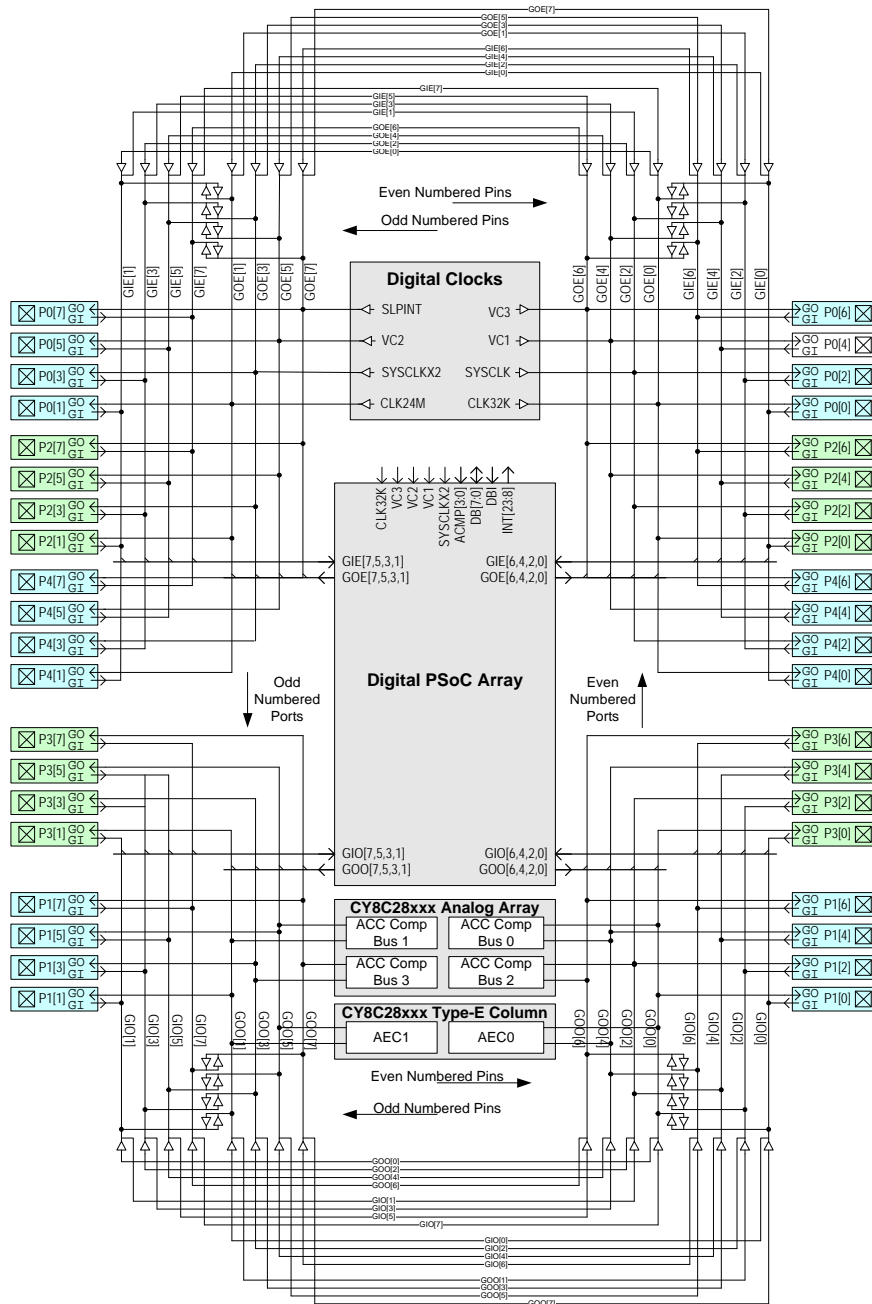 GOE[7]
GOE[5]
GOE[3]
GOE[1]
GIE[6]
GIE[4]
GIE[2]
GIE[0]
GIE[7]
GIE[5]
GIE[3]
GIE[1]
GOE[6]
GOE[4]
GOE[2]
GOE[0]
Even Numbered Pins
Odd Numbered Pins
GIE[1]
GIE[3]
GIE[5]
GIE[7]
GOE[1]
GOE[3]
GOE[5]
GOE[7]
GOE[6]
GOE[4]
GOE[2]
GOE[0]
GIE[6]
GIE[4]
GIE[2]
GIE[0]
Digital Clocks
SLPINT VC3
VC2 VC1
SYSCLKX2 SYSCLK
CLK24M CLK32K
P0[7] GO GI
P0[5] GO GI
P0[3] GO GI
P0[1] GO GI
P2[7] GO GI
P2[5] GO GI
P2[3] GO GI
P2[1] GO GI
P4[7] GO GI
P4[5] GO GI
P4[3] GO GI
P4[1] GO GI
GO GI P0[6]
GO GI P0[4]
GO GI P0[2]
GO GI P0[0]
GO GI P2[6]
GO GI P2[4]
GO GI P2[2]
GO GI P2[0]
GO GI P4[6]
GO GI P4[4]
GO GI P4[2]
GO GI P4[0]
CLK32K
VC3
VC2
VC1
SYSCLKX2
ACMP[3:0]
DB[7:0]
DBI
INT[23:8]
GIE[7,5,3,1] GIE[6,4,2,0]
GOE[7,5,3,1] GOE[6,4,2,0]
Digital PSoC Array
Odd
Numbered
Ports
Even
Numbered
Ports
P3[7] GO GI
P3[5] GO GI
P3[3] GO GI
P3[1] GO GI
GO GI P3[6]
GO GI P3[4]
GO GI P3[2]
GO GI P3[0]
GIO[7,5,3,1] GIO[6,4,2,0]
GOO[7,5,3,1] GOO[6,4,2,0]
P1[7] GO GI
P1[5] GO GI
P1[3] GO GI
P1[1] GO GI
GO GI P1[6]
GO GI P1[4]
GO GI P1[2]
GO GI P1[0]
CY8C28xxx Analog Array
ACC Comp
Bus 1
ACC Comp
Bus 0
ACC Comp
Bus 3
ACC Comp
Bus 2
CY8C28xxx Type-E Column
AEC1 AEC0
GIO[1]
GIO[3]
GIO[5]
GIO[7]
GOO[1]
GOO[3]
GOO[5]
GOO[7]
GOO[6]
GOO[4]
GOO[2]
GOO[0]
GIO[6]
GIO[4]
GIO[2]
GIO[0]
Even Numbered Pins
Odd Numbered Pins
GOO[0]
GOO[2]
GOO[4]
GOO[6]
GIO[1]
GIO[3]
GIO[5]
GIO[7]
GIO[0]
GIO[2]
GIO[4]
GIO[6]
GOO[1]
GOO[3]
GOO[5]
GOO[7]